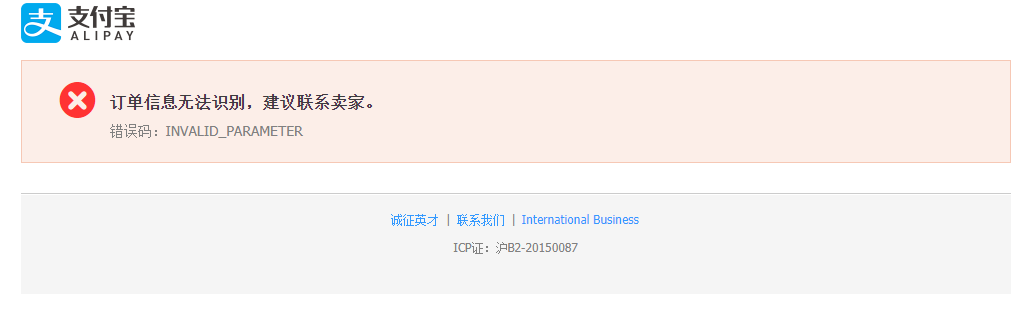 支付宝
ALIPAY
订单信息无法识别，建议联系卖家。
错误码：INVALID_PARAMETER
诚征英才 | 联系我们 | International Business
ICP证：沪B2-20150087